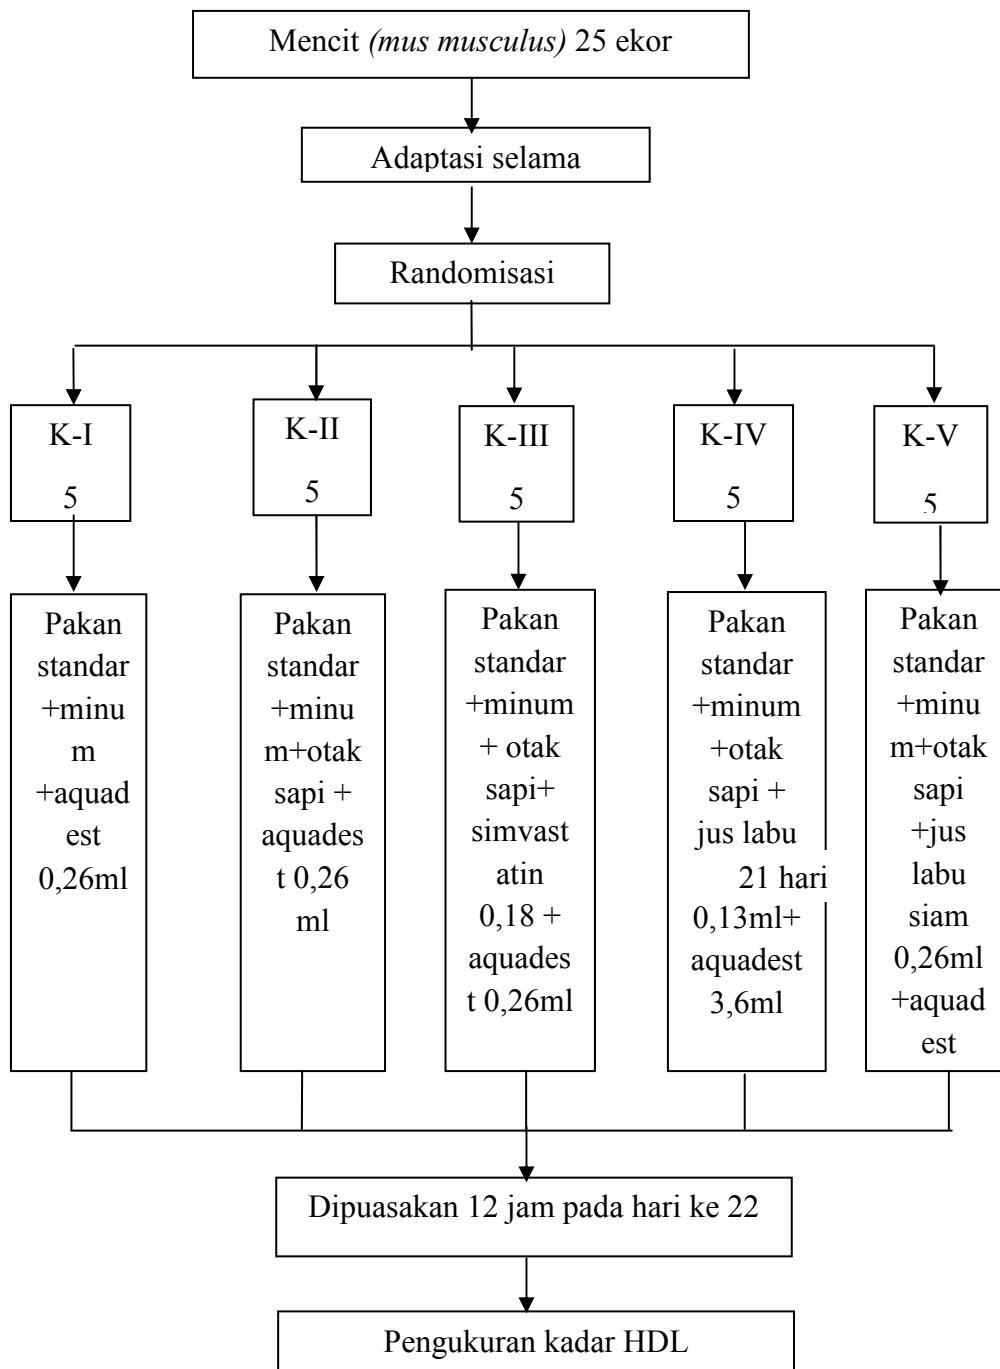 Mencit (mus musculus) 25 ekor
Adaptasi selama
Randomisasi
K-I
5
K-II
5
K-III
5
K-IV
5
K-V
5
Pakan
standar
+minu
m
+aquad
est
0,26ml
Pakan
standar
+minu
m+otak
sapi +
aquades
t 0,26
ml
Pakan
standar
+minum
+ otak
sapi+
simvast
atin
0,18 +
aquades
t 0,26ml
Pakan
standar
+minum
+otak
sapi +
jus labu
21 hari
0,13ml+
aquadest
3,6ml
Pakan
standar
+minu
m+otak
sapi
+jus
labu
siam
0,26ml
+aquad
est
Dipuasakan 12 jam pada hari ke 22
Pengukuran kadar HDL